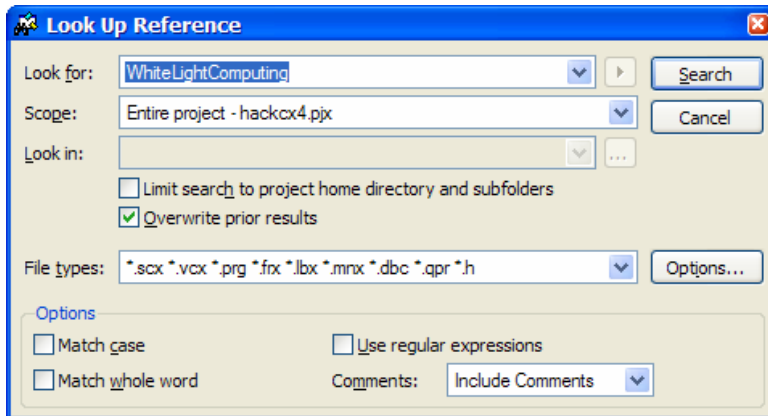 Look Up Reference
Look for: WhiteLightComputing Search
Scope: Entire project - hackcx4.pjx Cancel
Look in: ...
Limit search to project home directory and subfolders
Overwrite prior results
File types: *.scx *.vcx *.prg *.frx *.lbx *.mnx *.dbc *.qpr *.h Options...
Options
Match case Use regular expressions
Match whole word Comments: Include Comments